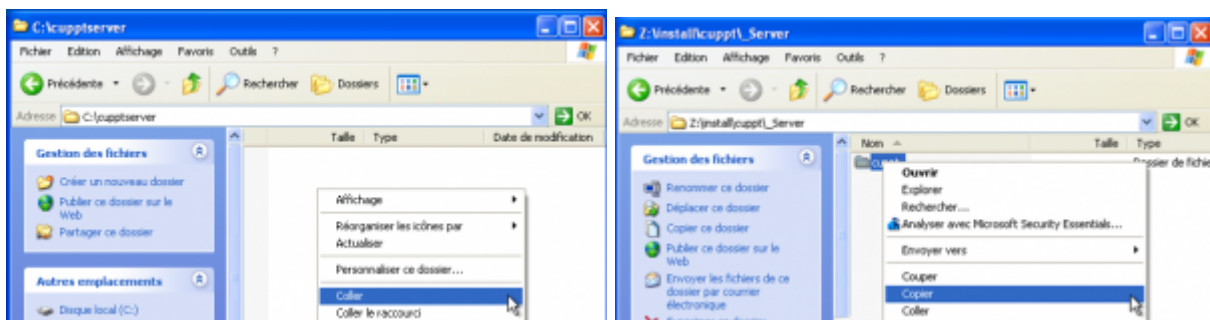 C:\cupptserver
Fichier Edition Affichage Favoris Outils ?
Précédente Rechercher Dossiers
Adresse C:\cupptserver OK
Taille Type Date de modification
Gestion des fichiers
Créer un nouveau dossier
Publier ce dossier sur le
Web
Partager ce dossier
Autres emplacements
Disque local (C:)
Affichage
Réorganiser les icônes par
Actualiser
Personnaliser ce dossier...
Coller
Coller le raccourci
Z:\install\cuppt\_Server
Fichier Edition Affichage Favoris Outils ?
Précédente Rechercher Dossiers
Adresse Z:\install\cuppt\_Server OK
Nom Taille Type
cuppt Dossier de fichie
Gestion des fichiers
Renommer ce dossier
Déplacer ce dossier
Copier ce dossier
Publier ce dossier sur le
Web
Envoyer les fichiers de ce
dossier par courrier
électronique
Ouvrir
Explorer
Rechercher...
Analyser avec Microsoft Security Essentials...
Envoyer vers
Couper
Copier
Coller